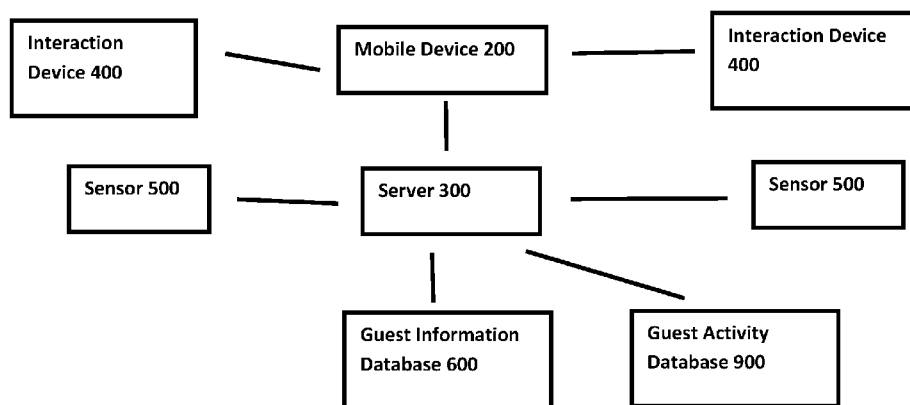 Interaction
Device 400
Mobile Device 200
Interaction Device
400
Sensor 500
Server 300
Sensor 500
Guest Information
Database 600
Guest Activity
Database 900